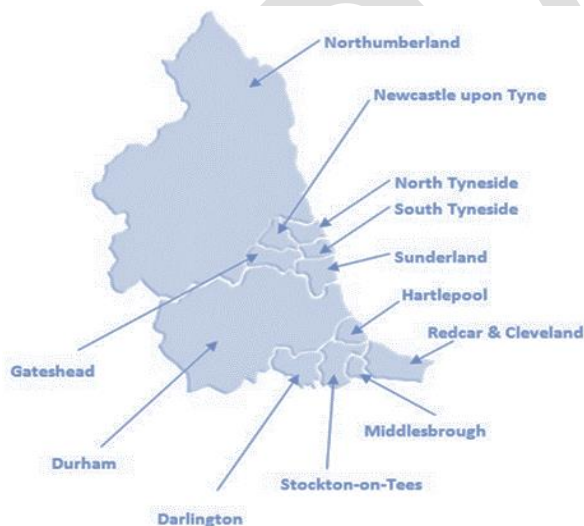 Northumberland
Newcastle upon Tyne
North Tyneside
South Tyneside
Sunderland
Hartlepool
Redcar & Cleveland
Gateshead
Middlesbrough
Durham
Stockton-on-Tees
Darlington